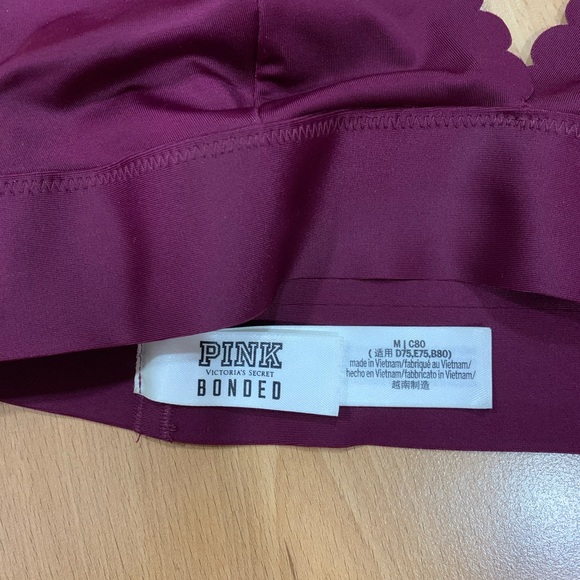 PINK
VICTORIA'S SECRET
BONDED
M | C80
(适用 D75,E75,B80)
made in Vietnam/fabriqué au Vietnam/
hecho en Vietnam/fabbricato in Vietnam/
越南制造